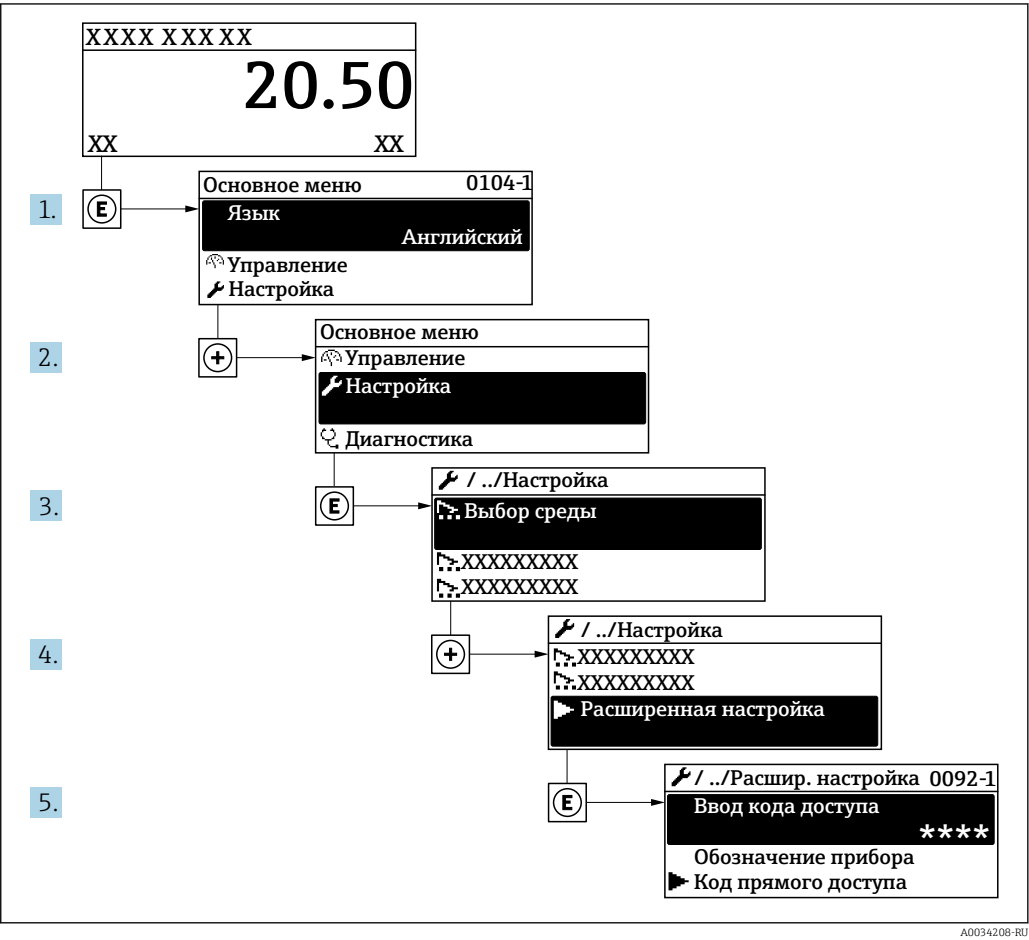 XXXX XXXXX
20.50
XX XX
1. E
Основное меню 0104-1
Язык
Английский
Управление
Настройка
2. +
Основное меню
Управление
Настройка
Диагностика
3. E
/ ../Настройка
Выбор среды
XXXXXXXXX
XXXXXXXXX
4. +
/ ../Настройка
XXXXXXXXX
XXXXXXXXX
Расширенная настройка
5. E
/ ../Расшир. настройка 0092-1
Ввод кода доступа
****
Обозначение прибора
Код прямого доступа
A0034208-RU